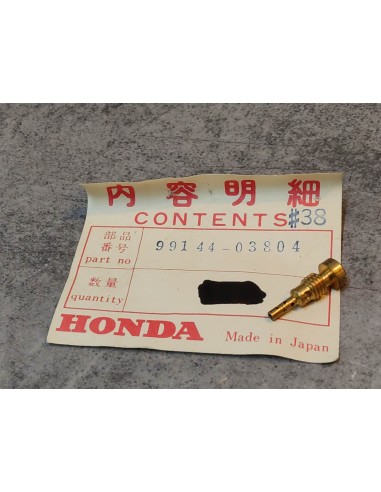 内容明細
CONTENTS #38
部品
番号
part no
99144-03804
数量
quantity
HONDA
Made in Japan